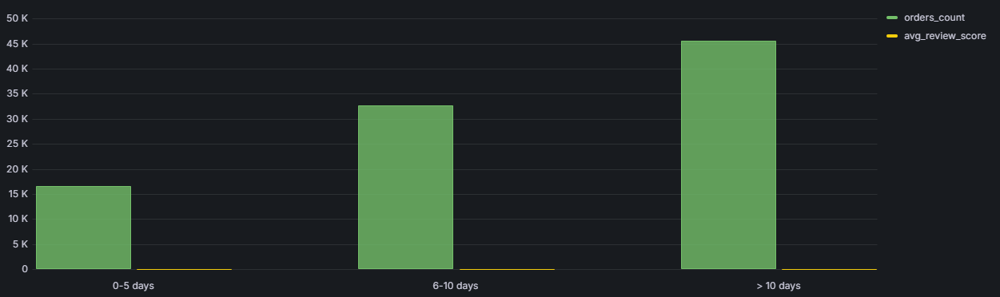 50 K
45 K
40 K
35 K
30 K
25 K
20 K
15 K
10 K
5 K
0
0-5 days
6-10 days
> 10 days
orders_count
avg_review_score